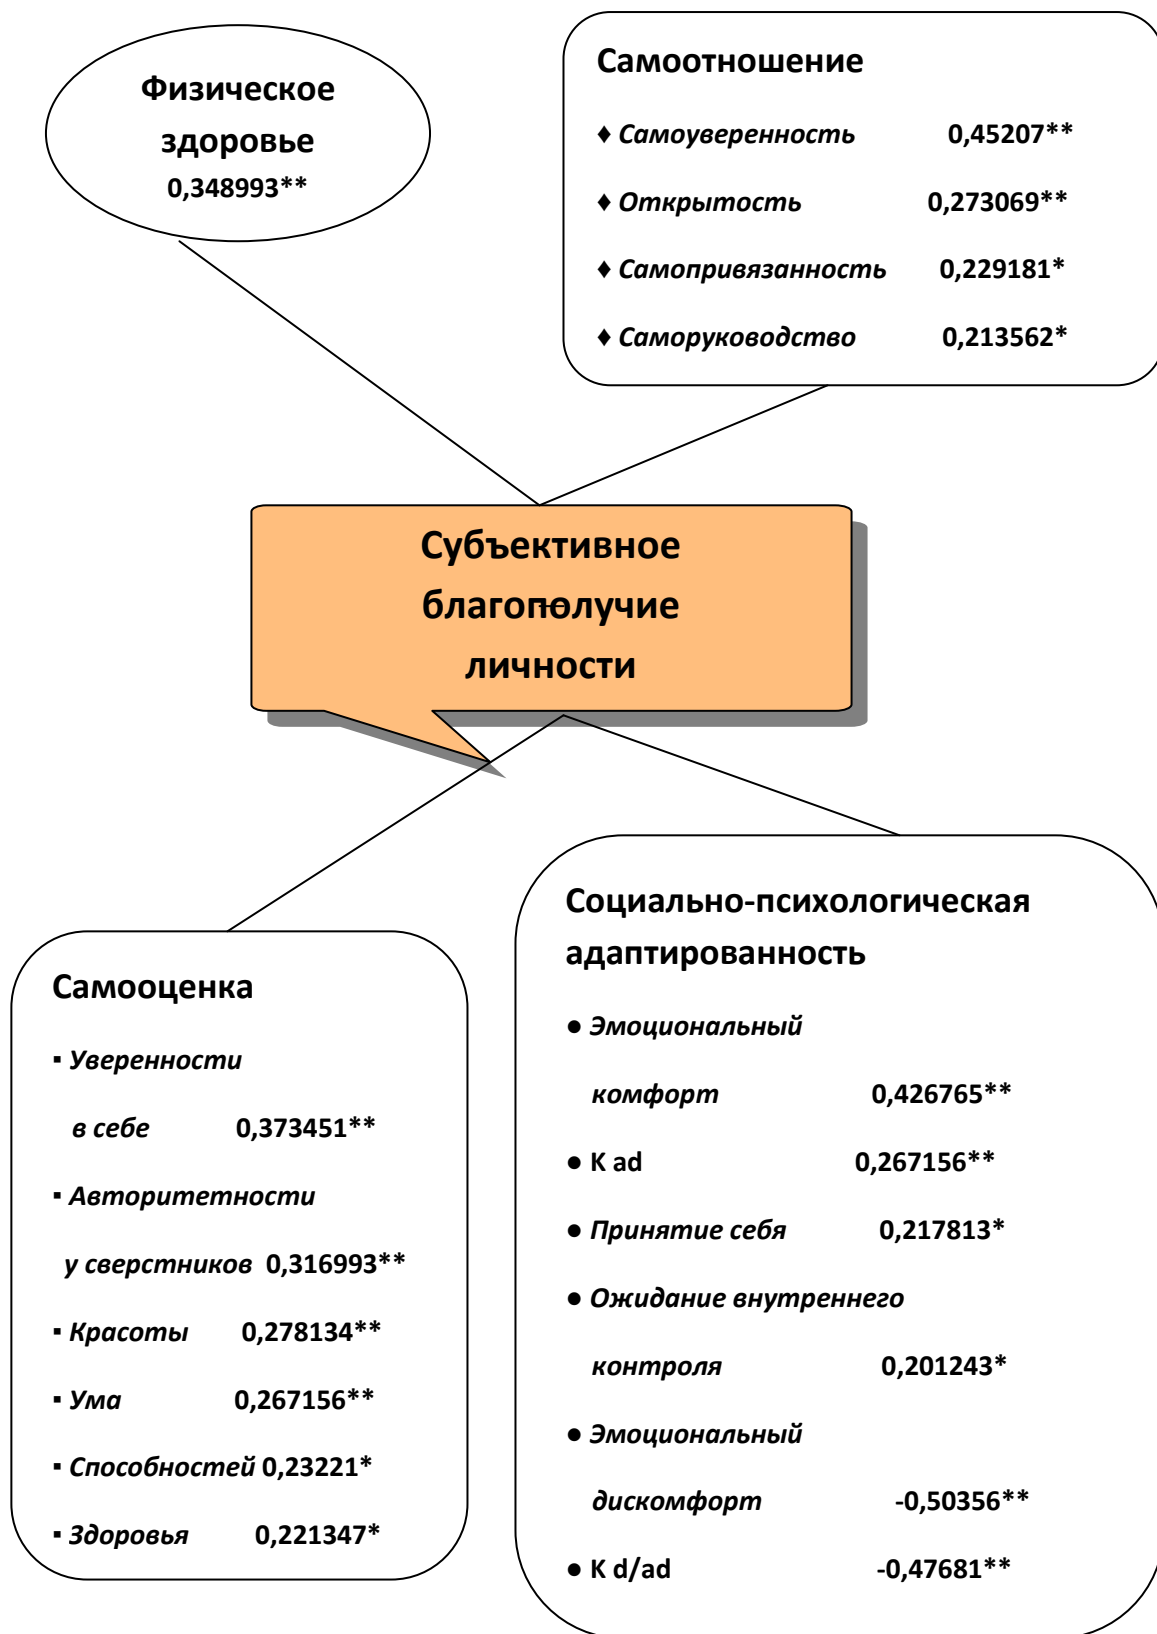 Физическое
здоровье
0,348993**
Самоотношение
♦ Самоуверенность 0,45207**
♦ Открытость 0,273069**
♦ Самопривязанность 0,229181*
♦ Саморуководство 0,213562*
Субъективное
благополучие
личности
Самооценка
▪ Уверенности
в себе 0,373451**
▪ Авторитетности
у сверстников 0,316993**
▪ Красоты 0,278134**
▪ Ума 0,267156**
▪ Способностей 0,23221*
▪ Здоровья 0,221347*
Социально-психологическая
адаптированность
● Эмоциональный
комфорт 0,426765**
● K ad 0,267156**
● Принятие себя 0,217813*
● Ожидание внутреннего
контроля 0,201243*
● Эмоциональный
дискомфорт -0,50356**
● K d/ad -0,47681**